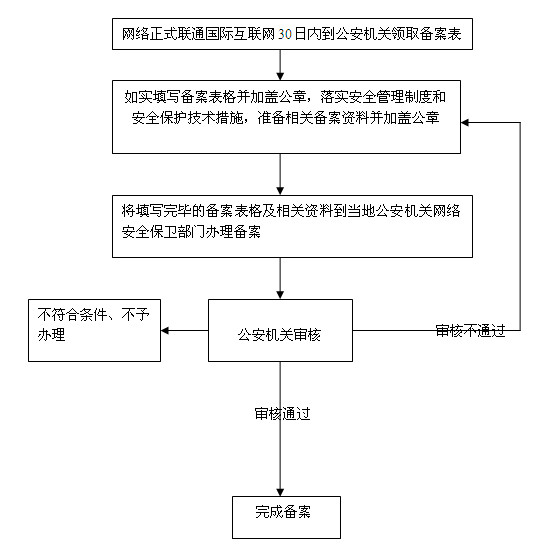 网络正式联通国际互联网30日内到公安机关领取备案表
如实填写备案表格并加盖公章，落实安全管理制度和
安全保护技术措施，准备相关备案资料并加盖公章
将填写完毕的备案表格及相关资料到当地公安机关网络
安全保卫部门办理备案
不符合条件、不予
办理
公安机关审核
审核不通过
审核通过
完成备案